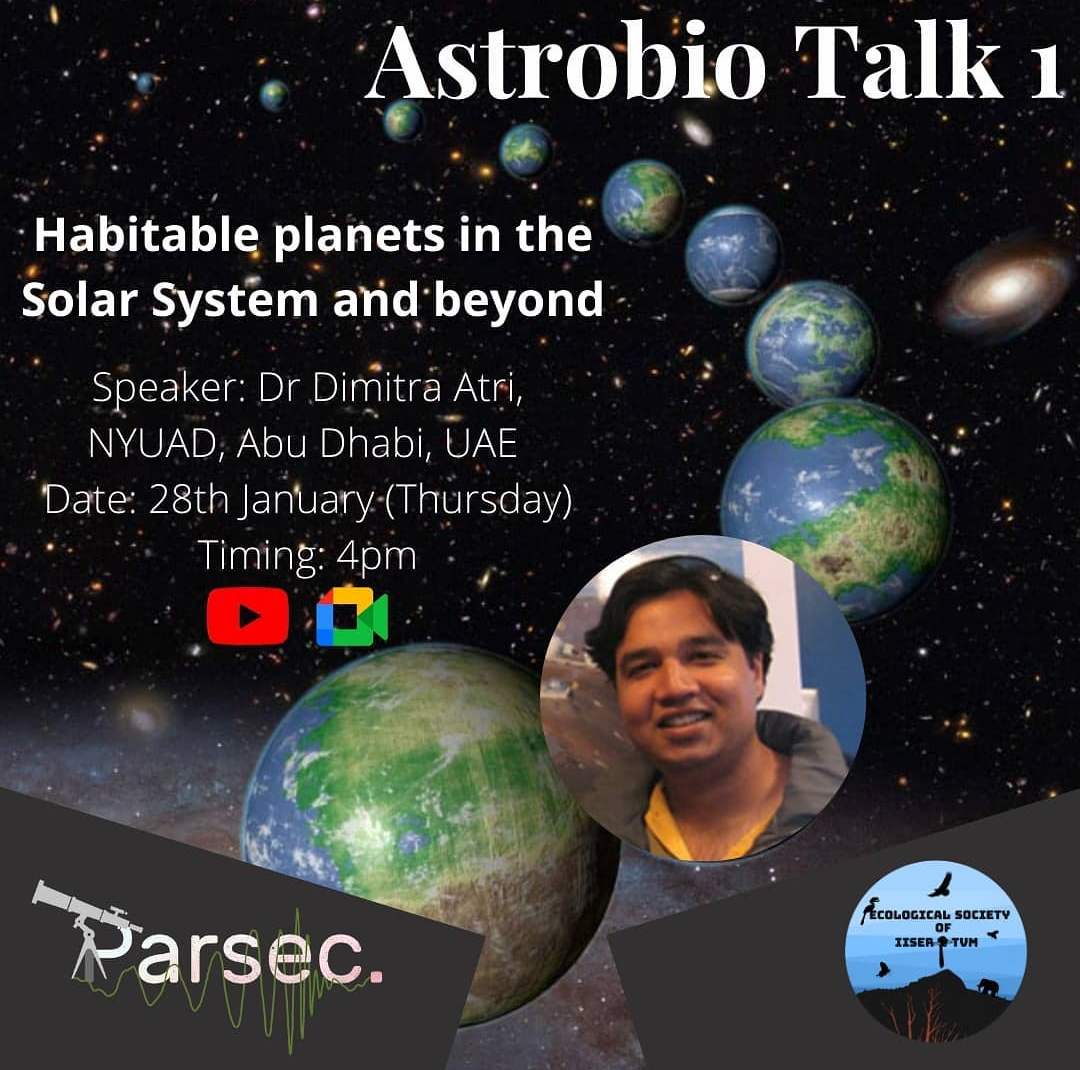 Astrobio Talk 1
Habitable planets in the
Solar System and beyond
Speaker: Dr Dimitra Atri,
NYUAD, Abu Dhabi, UAE
Date: 28th January (Thursday)
Timing: 4pm
Parsec.
ECOLOGICAL SOCIETY
OF
IISER TVM